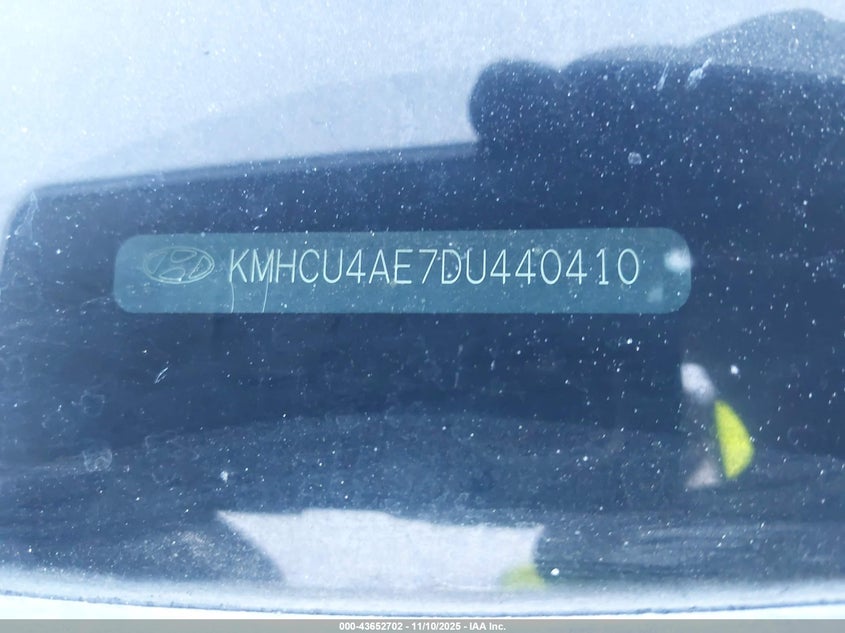 KMHCU4AE7DU440410
000-43652702 - 11/10/2025 - IAA Inc.